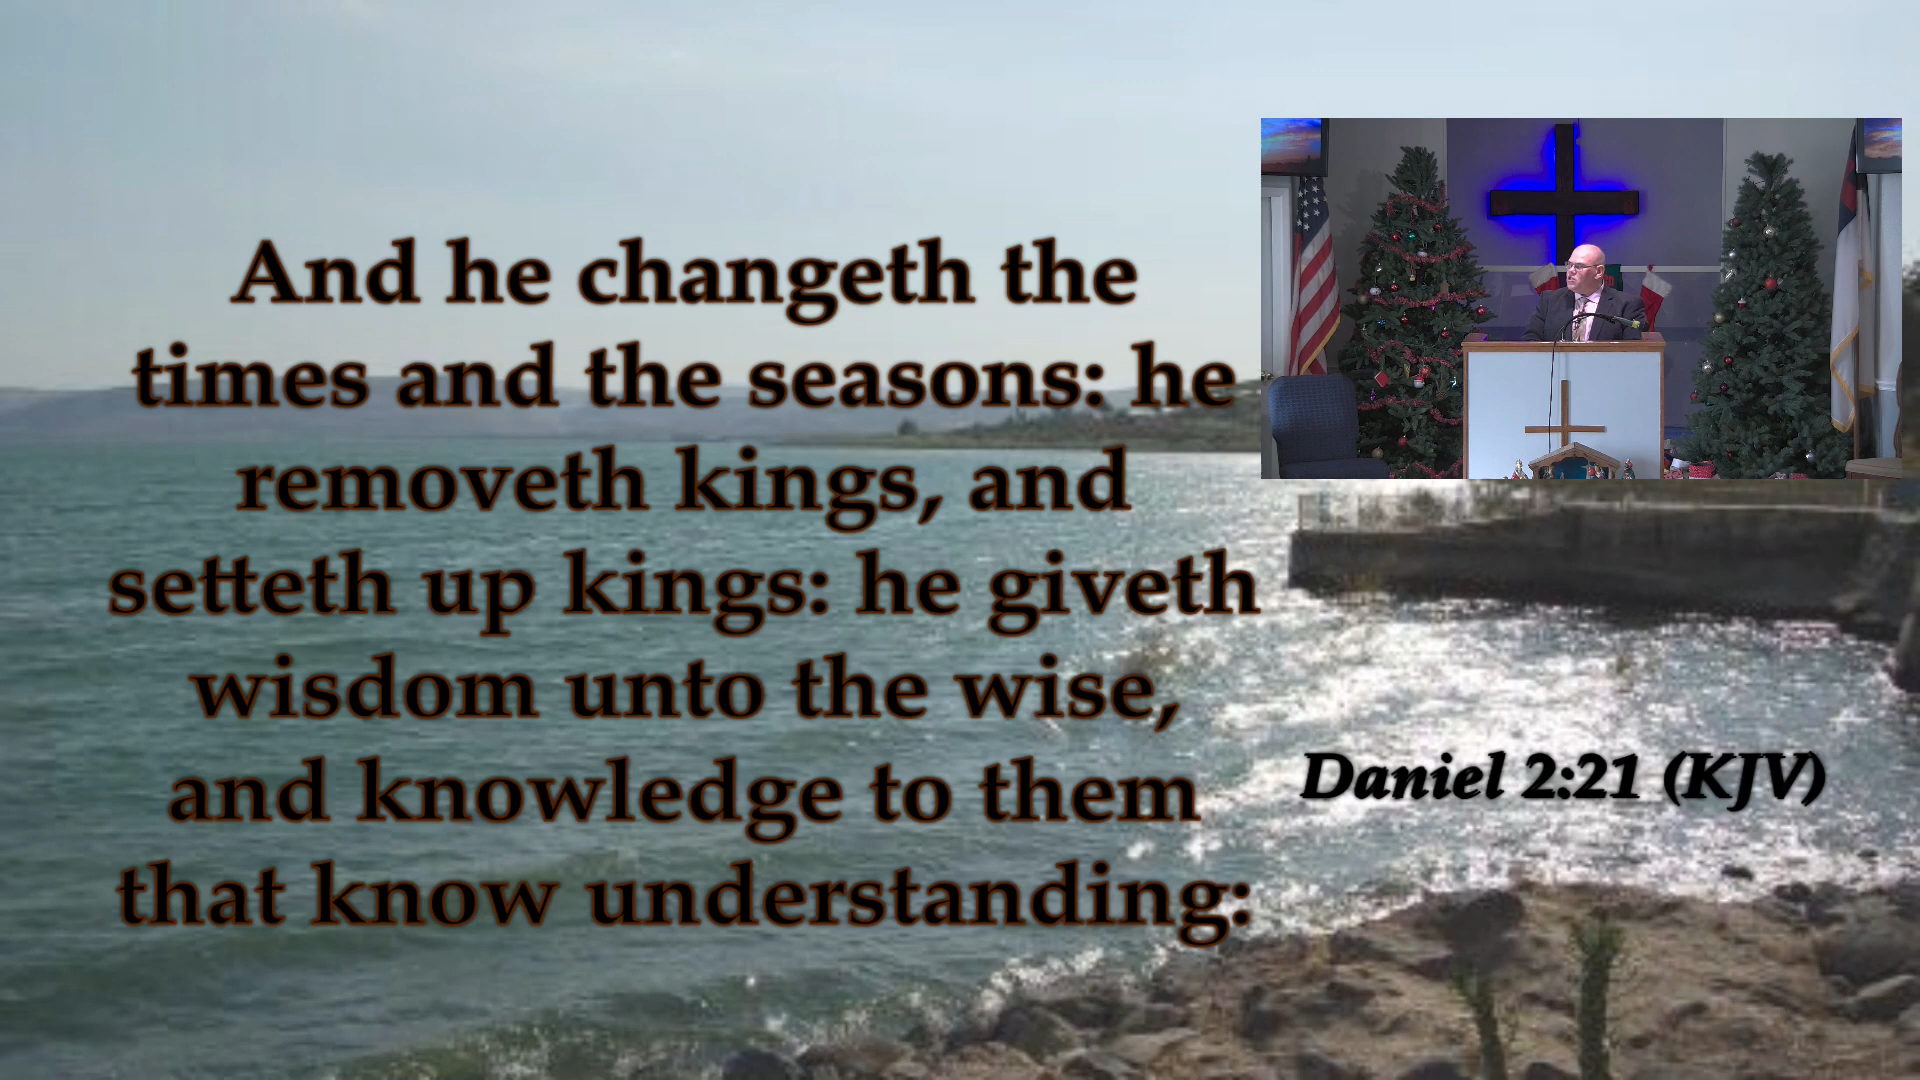 And he changeth the
times and the seasons: he
removeth kings, and
setteth up kings: he giveth
wisdom unto the wise,
and knowledge to them
that know understanding:
Daniel 2:21 (KJV)